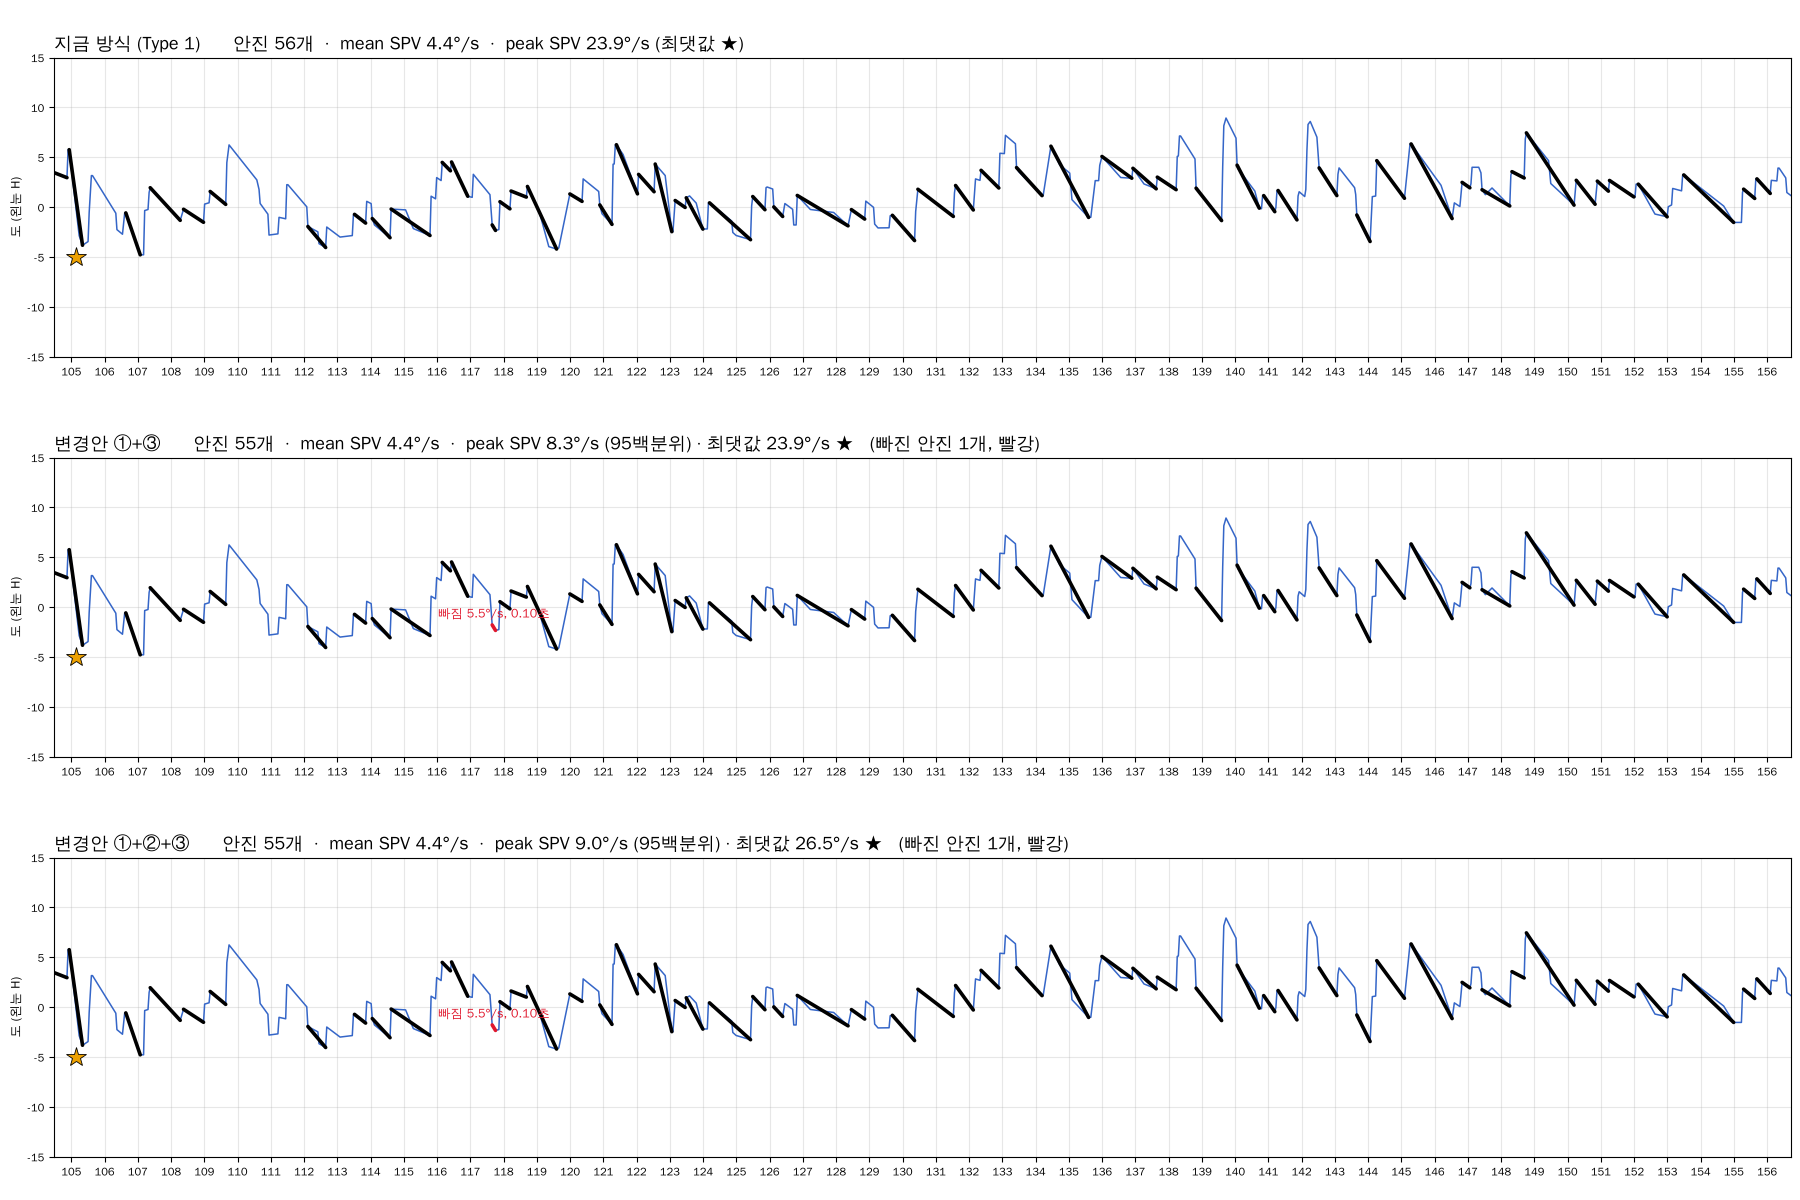 지금 방식 (Type 1)      안진 56개  ·  mean SPV 4.4°/s  ·  peak SPV 23.9°/s (최댓값 ★)
15
10
5
0
-5
-10
-15
도 (왼눈 H)
105 106 107 108 109 110 111 112 113 114 115 116 117 118 119 120 121 122 123 124 125 126 127 128 129 130 131 132 133 134 135 136 137 138 139 140 141 142 143 144 145 146 147 148 149 150 151 152 153 154 155 156
변경안 ①+③      안진 55개  ·  mean SPV 4.4°/s  ·  peak SPV 8.3°/s (95백분위) · 최댓값 23.9°/s ★   (빠진 안진 1개, 빨강)
15
10
5
0
-5
-10
-15
도 (왼눈 H)
빠짐 5.5°/s, 0.10초
105 106 107 108 109 110 111 112 113 114 115 116 117 118 119 120 121 122 123 124 125 126 127 128 129 130 131 132 133 134 135 136 137 138 139 140 141 142 143 144 145 146 147 148 149 150 151 152 153 154 155 156
변경안 ①+②+③      안진 55개  ·  mean SPV 4.4°/s  ·  peak SPV 9.0°/s (95백분위) · 최댓값 26.5°/s ★   (빠진 안진 1개, 빨강)
15
10
5
0
-5
-10
-15
도 (왼눈 H)
빠짐 5.5°/s, 0.10초
105 106 107 108 109 110 111 112 113 114 115 116 117 118 119 120 121 122 123 124 125 126 127 128 129 130 131 132 133 134 135 136 137 138 139 140 141 142 143 144 145 146 147 148 149 150 151 152 153 154 155 156